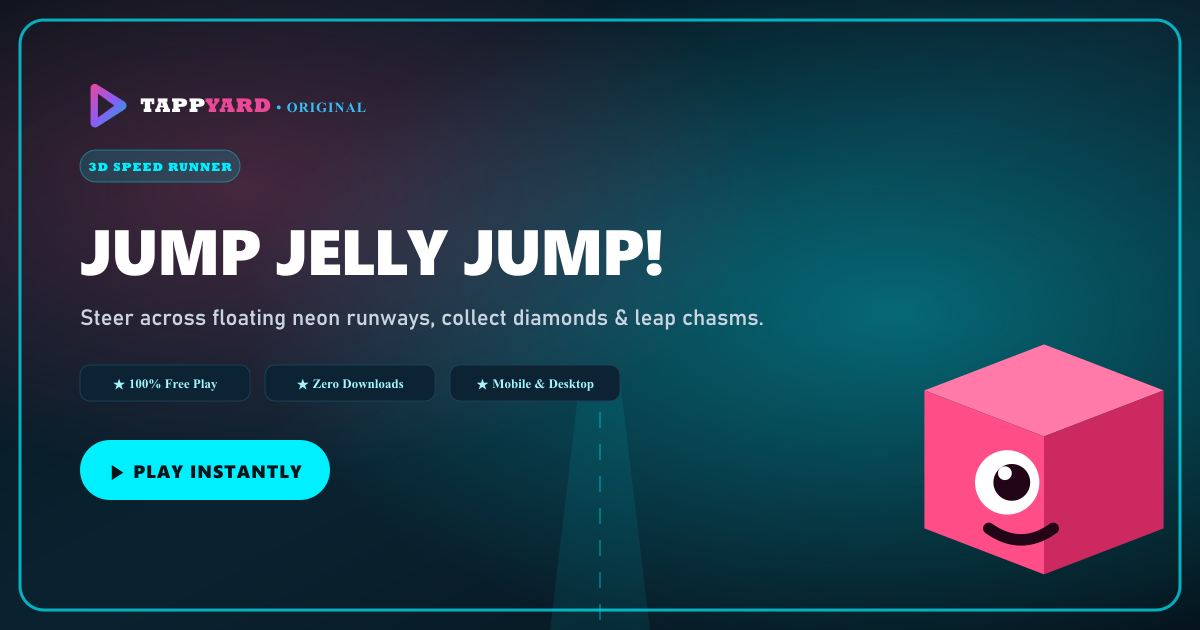 TAPPYARD • ORIGINAL
3D SPEED RUNNER
JUMP JELLY JUMP!
Steer across floating neon runways, collect diamonds & leap chasms.
★ 100% Free Play
★ Zero Downloads
★ Mobile & Desktop
▶ PLAY INSTANTLY